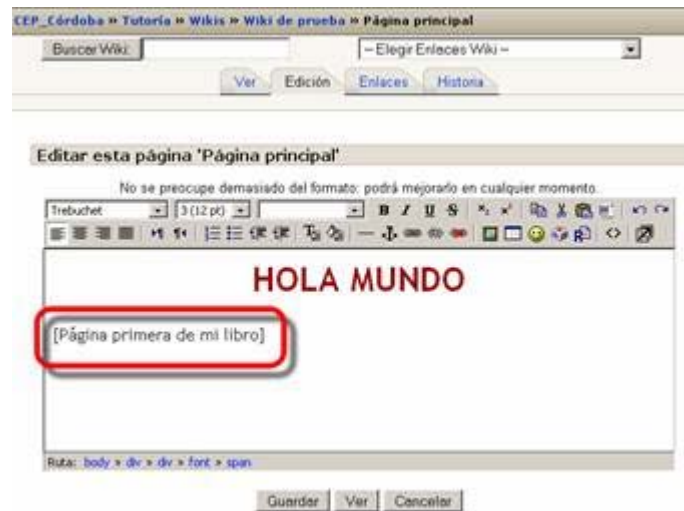 CEP_Córdoba » Tutoría » Wikis » Wiki de prueba » Página principal
Buscar Wiki: -- Elegir Enlaces Wiki --
Ver Edición Enlaces Historia
Editar esta página 'Página principal'
No se preocupe demasiado del formato: podrá mejorarlo en cualquier momento.
Trebuchet 3 (12 pt) B I U S
HOLA MUNDO
[Página primera de mi libro]
Ruta: body » div » div » font » span
Guardar Ver Cancelar